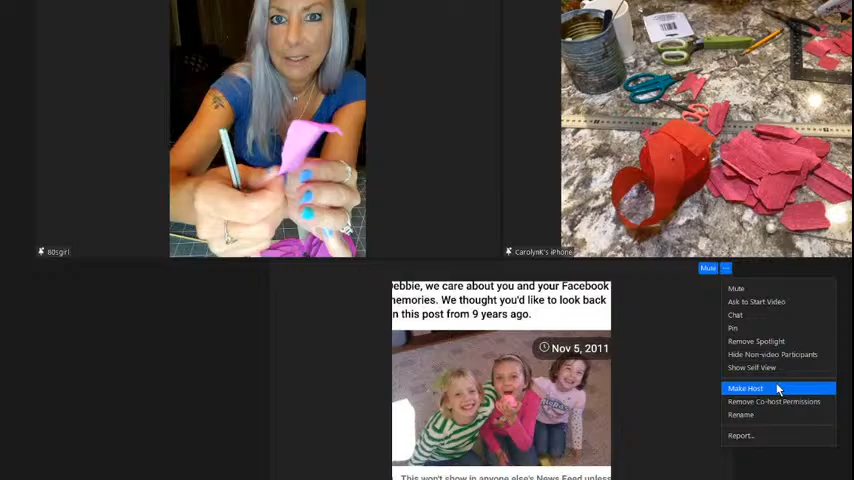 80sgirl
CarolynK's iPhone
Mute
ebbie, we care about you and your Facebook
emories. We thought you'd like to look back
n this post from 9 years ago.
Nov 5, 2011
This won't show in anyone else's News Feed unless
Mute
Ask to Start Video
Chat
Pin
Remove Spotlight
Hide Non-video Participants
Show Self View
Make Host
Remove Co-host Permissions
Rename
Report...